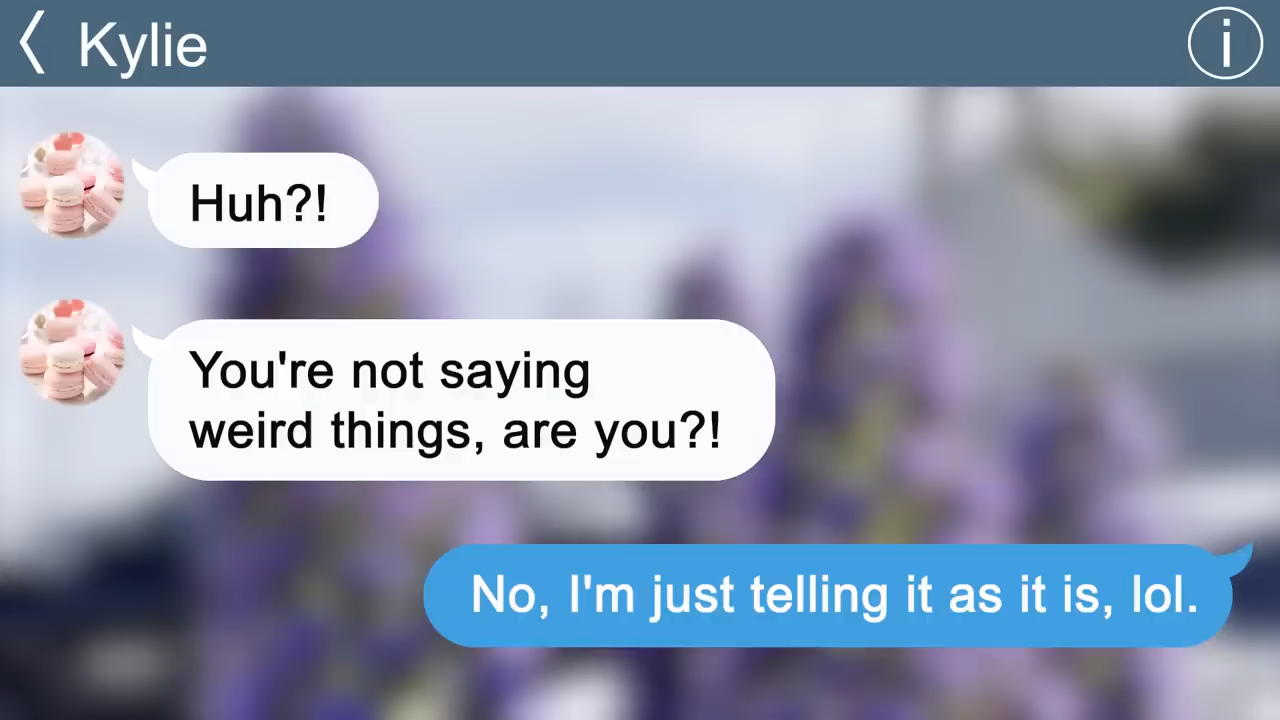 Kylie
Huh?!
You're not saying
weird things, are you?!
No, I'm just telling it as it is, lol.